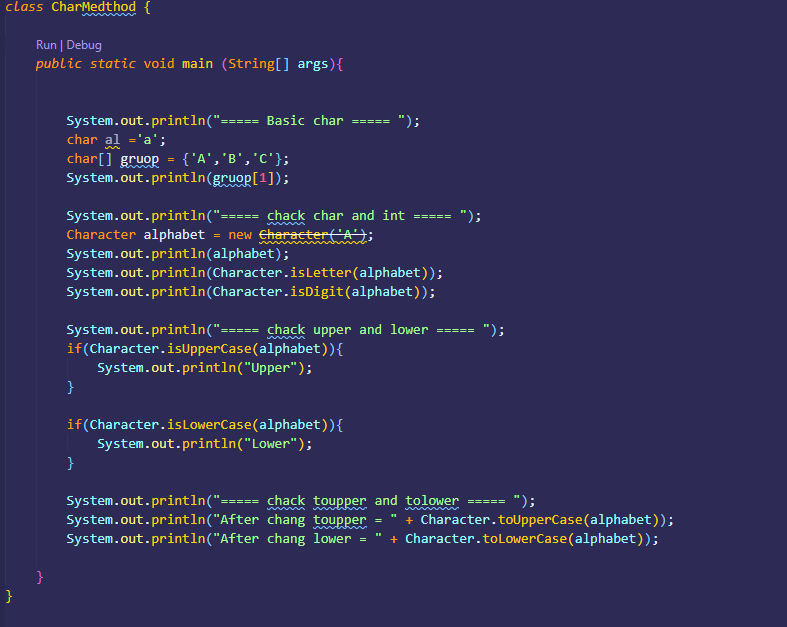 class CharMedthod {
Run | Debug
public static void main (String[] args){
System.out.println("===== Basic char ===== ");
char al ='a';
char[] gruop = {'A','B','C'};
System.out.println(gruop[1]);
System.out.println("===== chack char and int ===== ");
Character alphabet = new Character('A');
System.out.println(alphabet);
System.out.println(Character.isLetter(alphabet));
System.out.println(Character.isDigit(alphabet));
System.out.println("===== chack upper and lower ===== ");
if(Character.isUpperCase(alphabet)){
System.out.println("Upper");
}
if(Character.isLowerCase(alphabet)){
System.out.println("Lower");
}
System.out.println("===== chack toupper and tolower ===== ");
System.out.println("After chang toupper = " + Character.toUpperCase(alphabet));
System.out.println("After chang lower = " + Character.toLowerCase(alphabet));
}
}